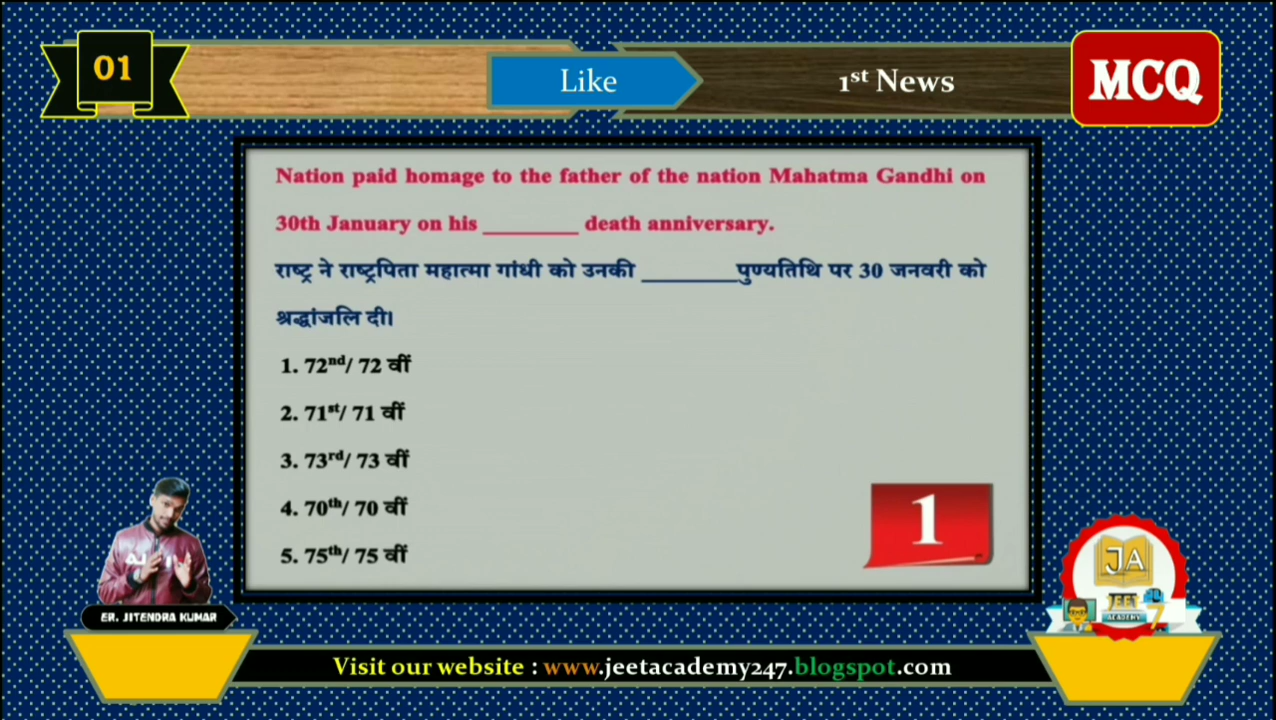 01
Like
1st News
MCQ
Nation paid homage to the father of the nation Mahatma Gandhi on
30th January on his ________ death anniversary.
राष्ट्र ने राष्ट्रपिता महात्मा गांधी को उनकी ________पुण्यतिथि पर 30 जनवरी को
श्रद्धांजलि दी।
1. 72nd/ 72 वीं
2. 71st/ 71 वीं
3. 73rd/ 73 वीं
4. 70th/ 70 वीं
5. 75th/ 75 वीं
1
ER. JITENDRA KUMAR
JA
JEET
ACADEMY
7
Visit our website : www.jeetacademy247.blogspot.com